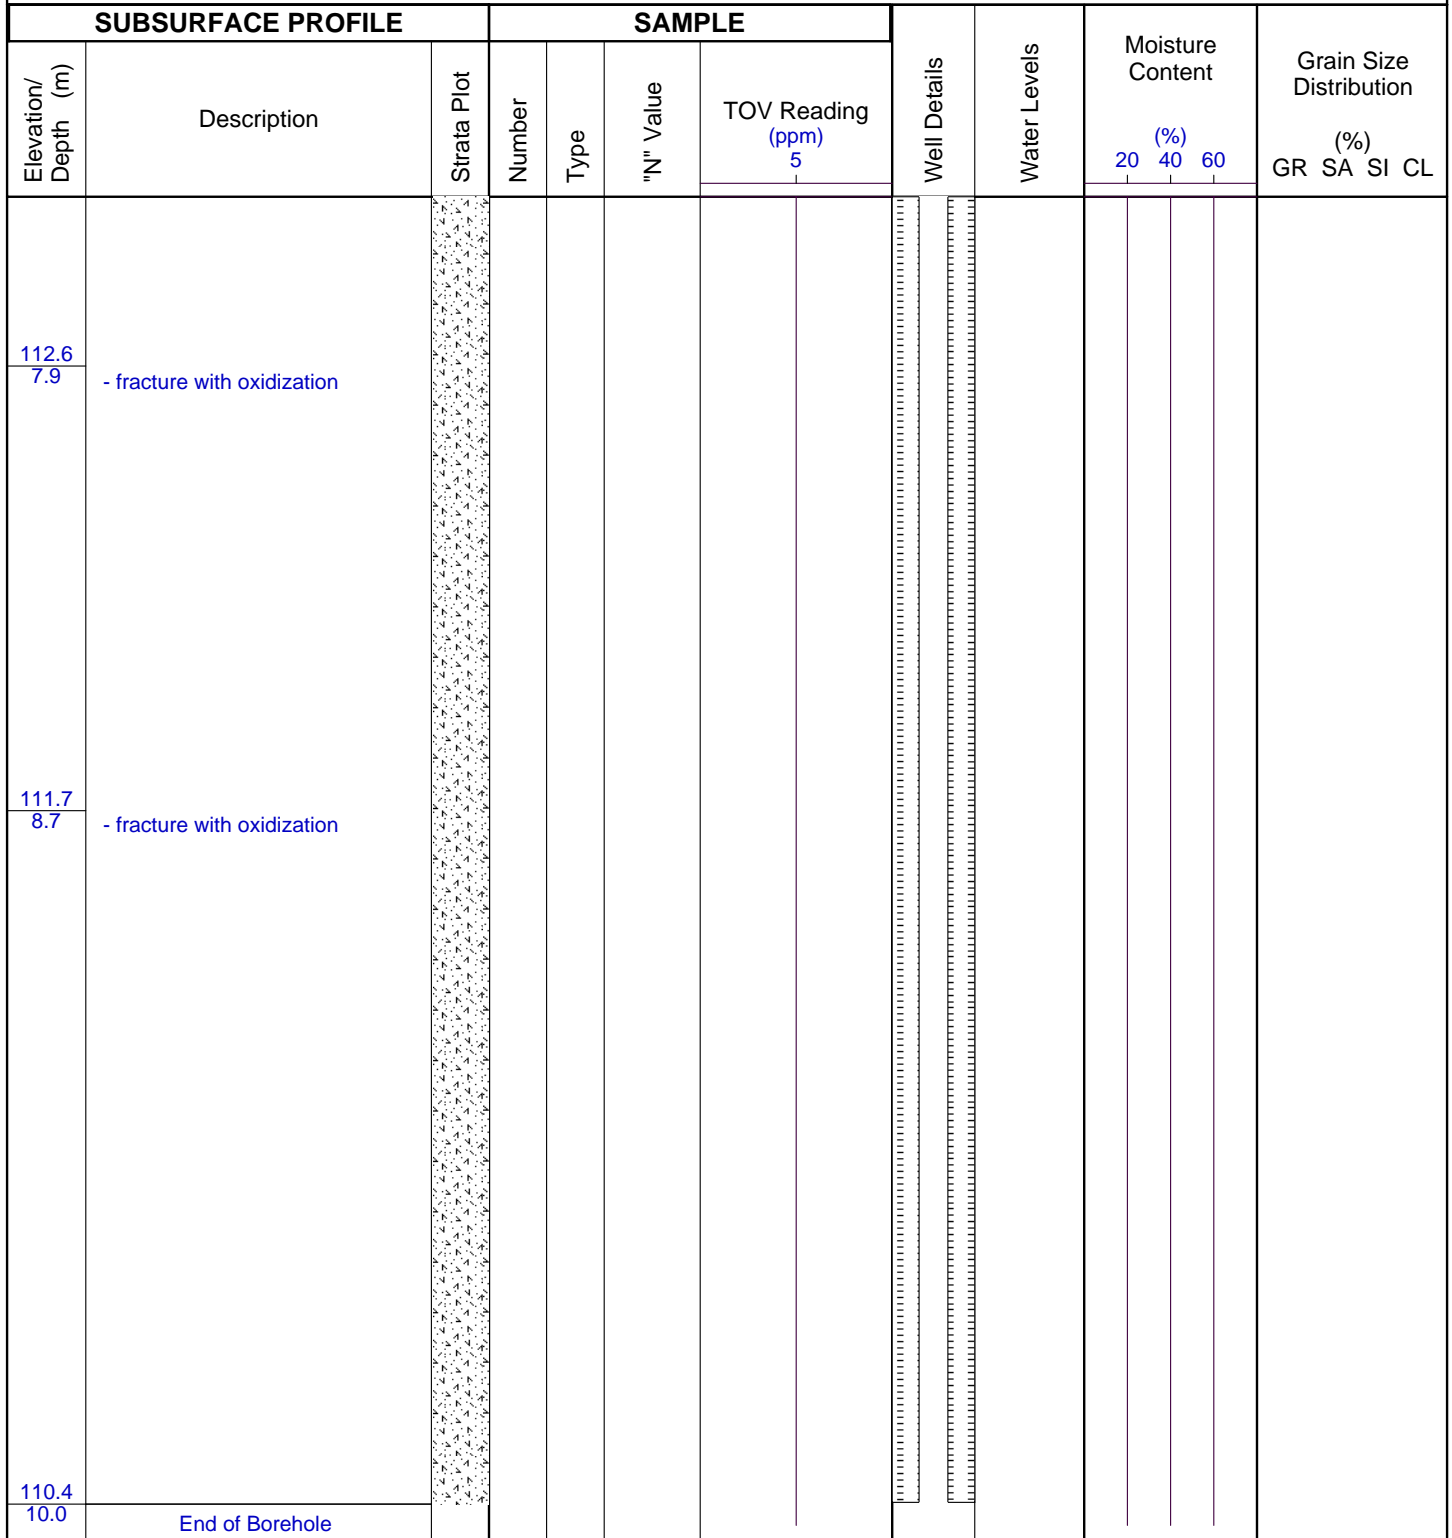 SUBSURFACE PROFILE
SAMPLE
Elevation/
Depth (m)
Description
Strata Plot
Number
Type
"N" Value
TOV Reading
(ppm)
5
Well Details
Water Levels
Moisture
Content
(%)
20 40 60
Grain Size
Distribution
(%)
GR SA SI CL
112.6
7.9
- fracture with oxidization
111.7
8.7
- fracture with oxidization
110.4
10.0
End of Borehole